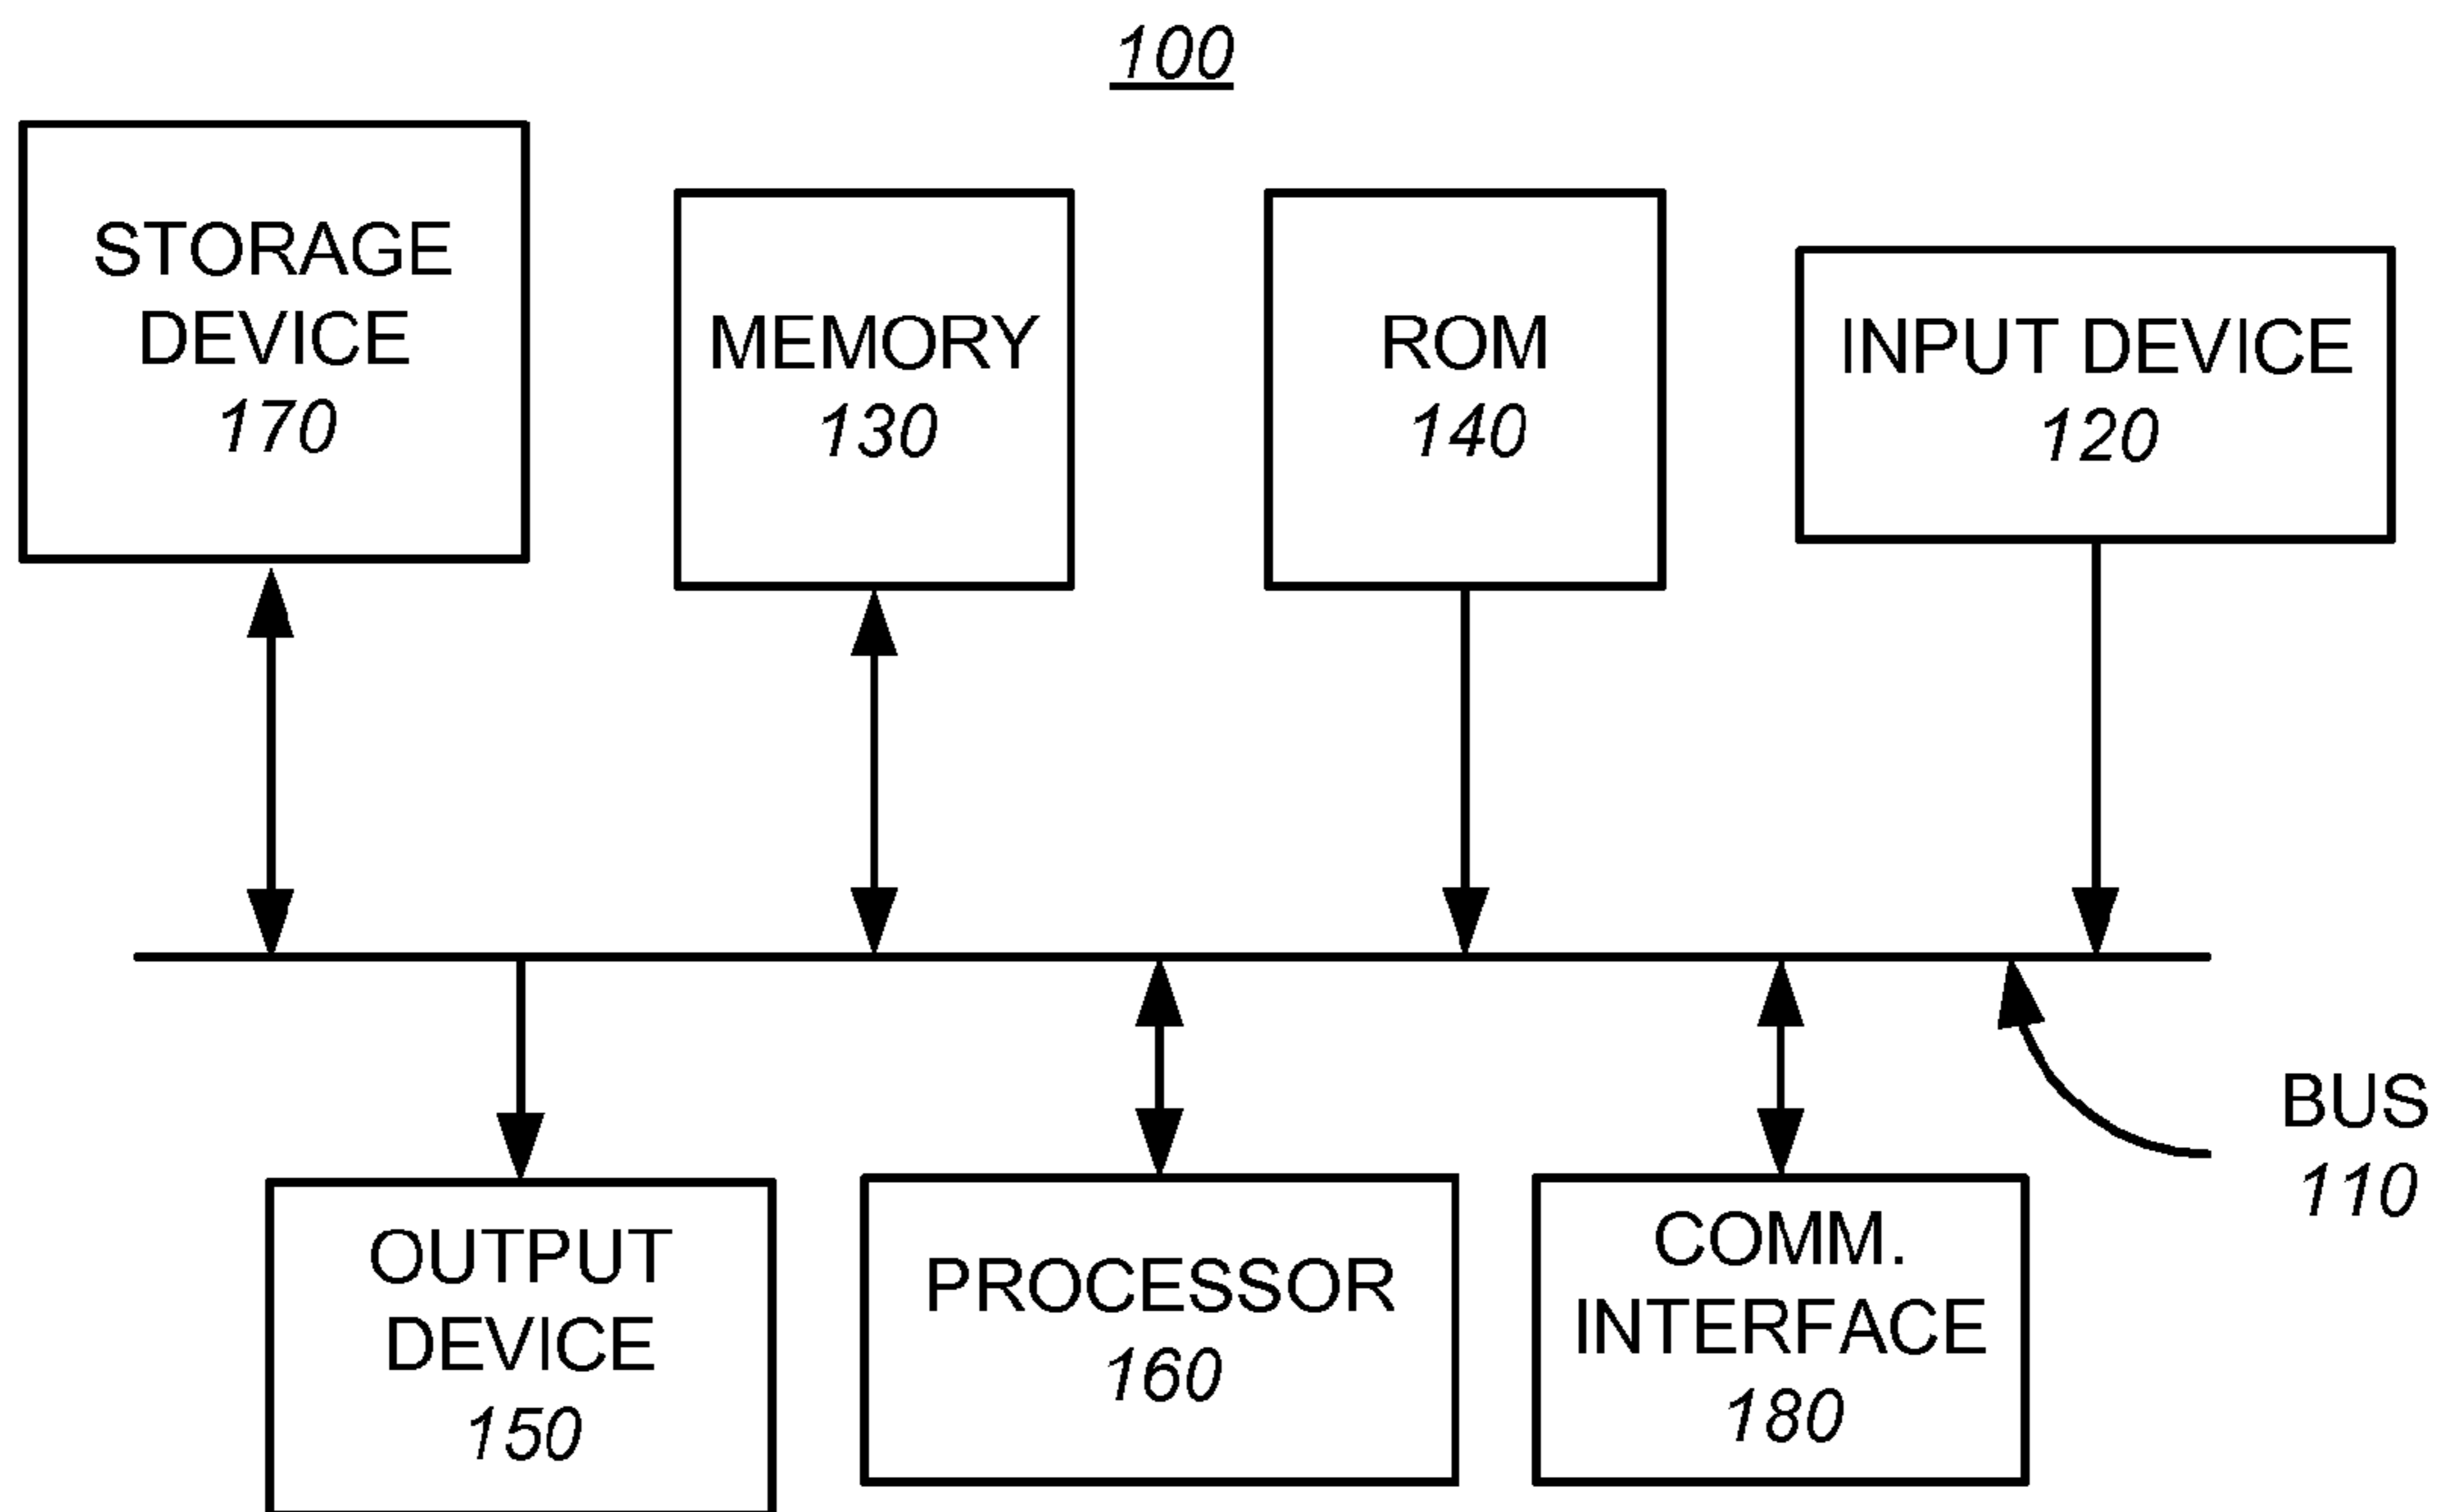 100
STORAGE
DEVICE
170
MEMORY
130
ROM
140
INPUT DEVICE
120
BUS
110
OUTPUT
DEVICE
150
PROCESSOR
160
COMM.
INTERFACE
180